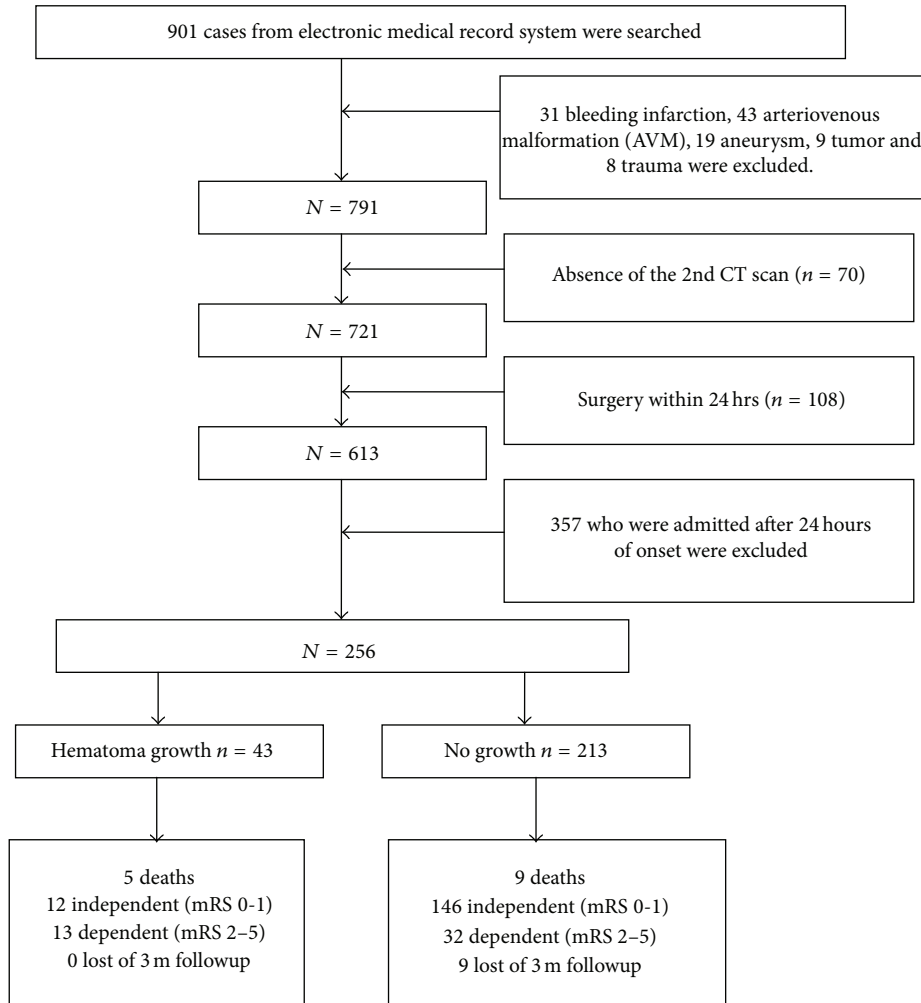 901 cases from electronic medical record system were searched
31 bleeding infarction, 43 arteriovenous
malformation (AVM), 19 aneurysm, 9 tumor and
8 trauma were excluded.
N = 791
Absence of the 2nd CT scan (n = 70)
N = 721
Surgery within 24 hrs (n = 108)
N = 613
357 who were admitted after 24 hours
of onset were excluded
N = 256
Hematoma growth n = 43
No growth n = 213
5 deaths
12 independent (mRS 0-1)
13 dependent (mRS 2–5)
0 lost of 3 m followup
9 deaths
146 independent (mRS 0-1)
32 dependent (mRS 2–5)
9 lost of 3 m followup